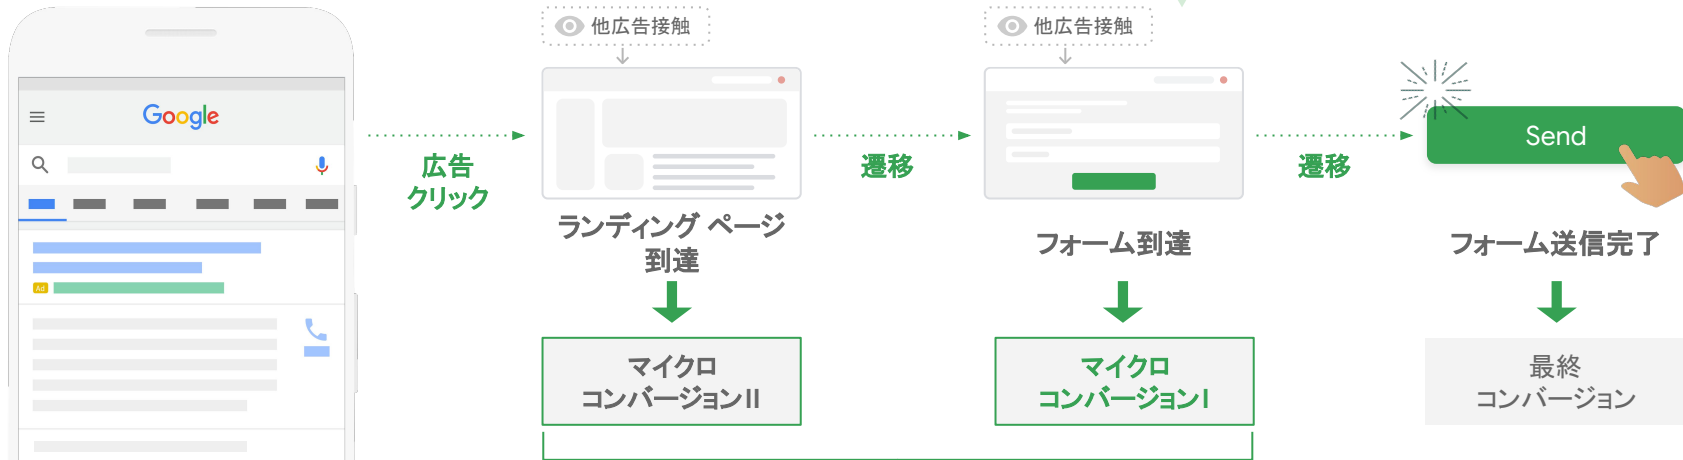 他広告接触
他広告接触
Google
Send
広告
クリック
遷移
遷移
ランディング ページ
到達
フォーム到達
フォーム送信完了
Ad
マイクロ
コンバージョンII
マイクロ
コンバージョンI
最終
コンバージョン